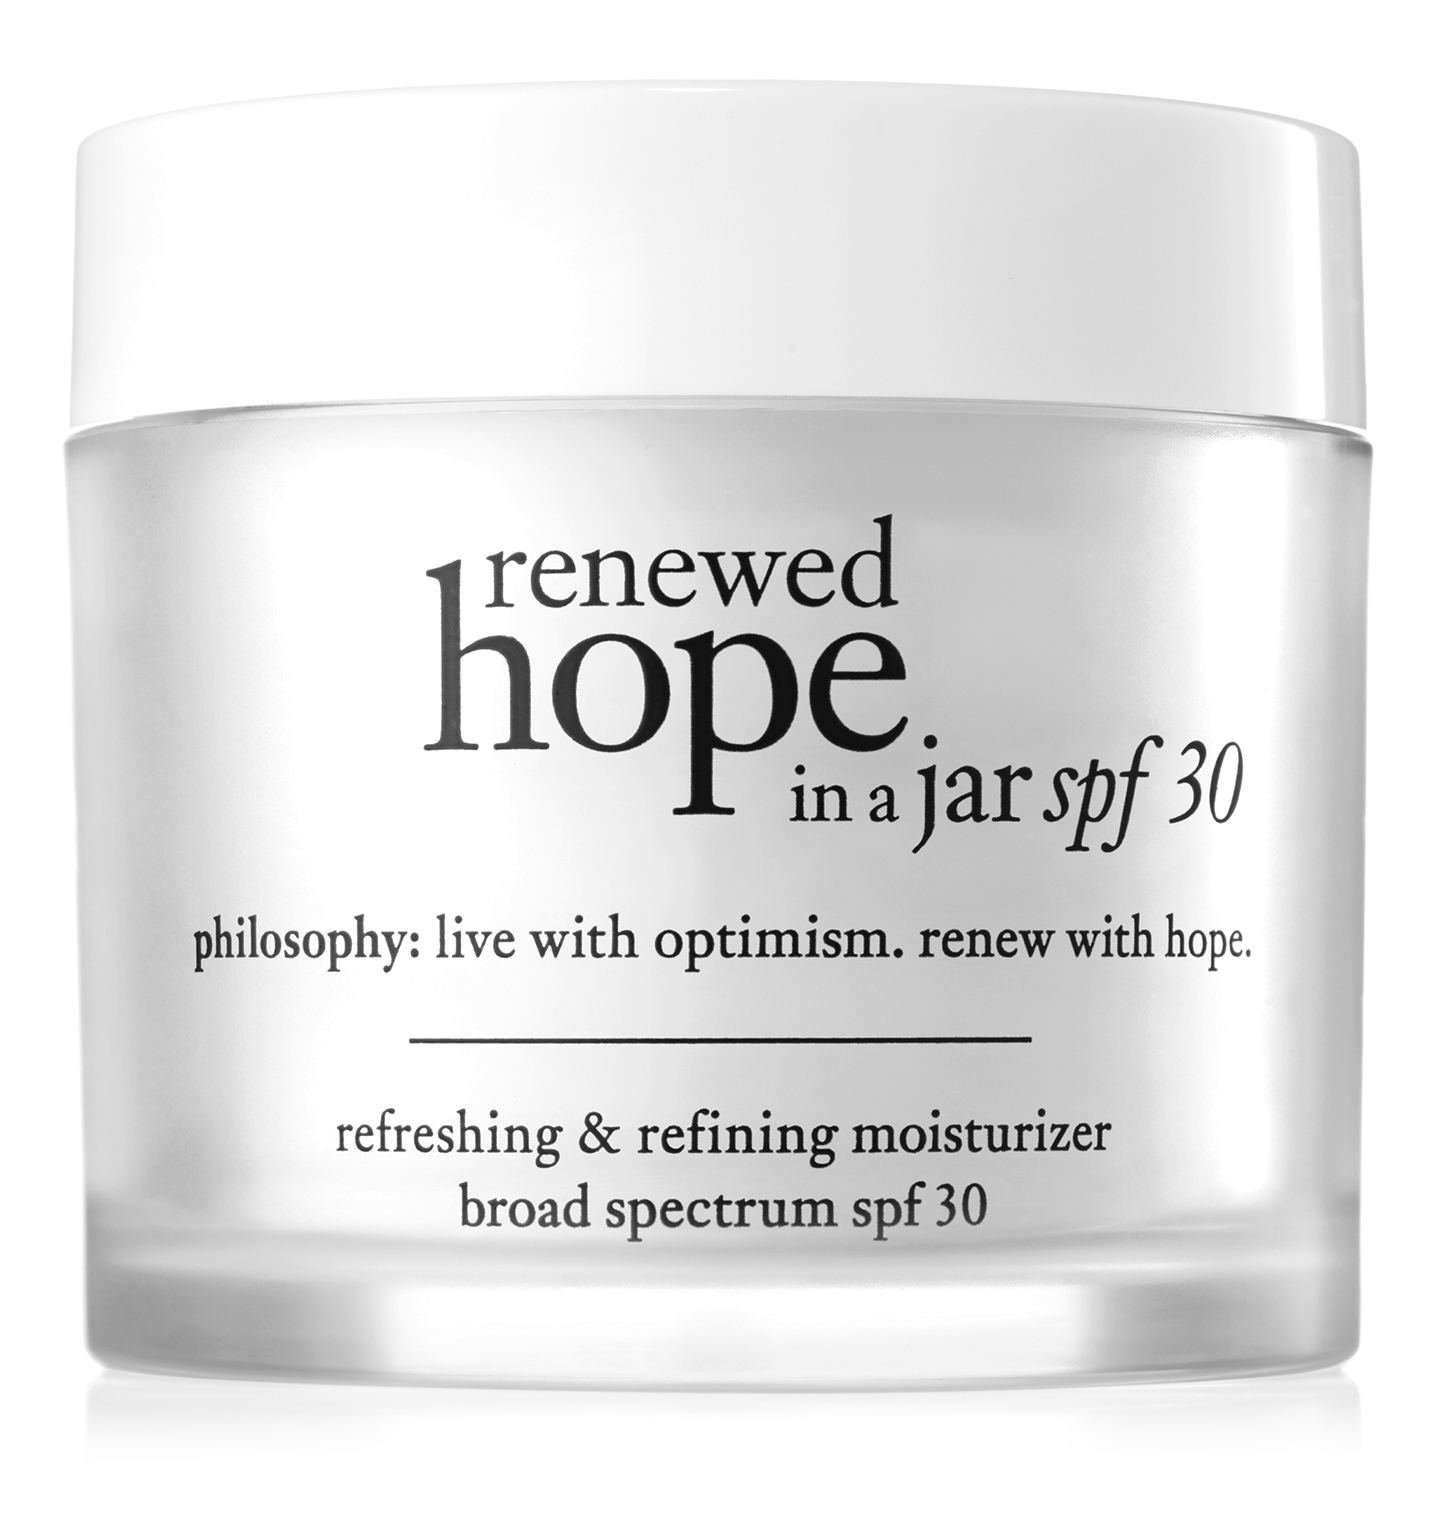 renewed
hope
in a jar spf 30
philosophy: live with optimism. renew with hope.
refreshing & refining moisturizer
broad spectrum spf 30